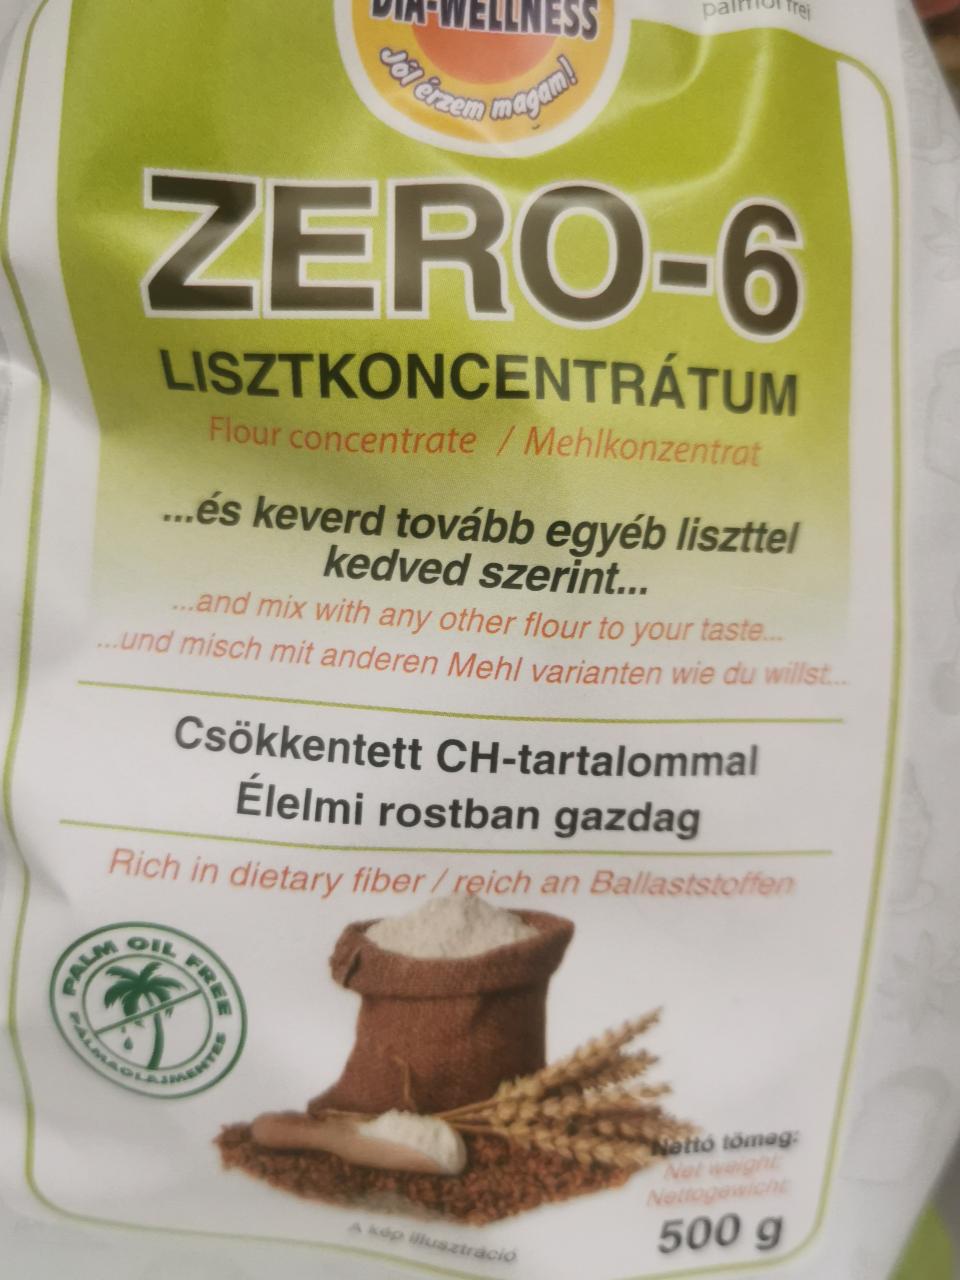 DIA-WELLNESS
palmöl frei
Jól érzem magam!
ZERO-6
LISZTKONCENTRÁTUM
Flour concentrate / Mehlkonzentrat
...és keverd tovább egyéb liszttel
kedved szerint...
...and mix with any other flour to your taste...
...und misch mit anderen Mehl varianten wie du willst...
Csökkentett CH-tartalommal
Élelmi rostban gazdag
Rich in dietary fiber / reich an Ballaststoffen
PALM OIL FREE
PÁLMAOLAJMENTES
Nettó tömeg:
Net weight:
Nettogewicht:
500 g
A kép illusztráció